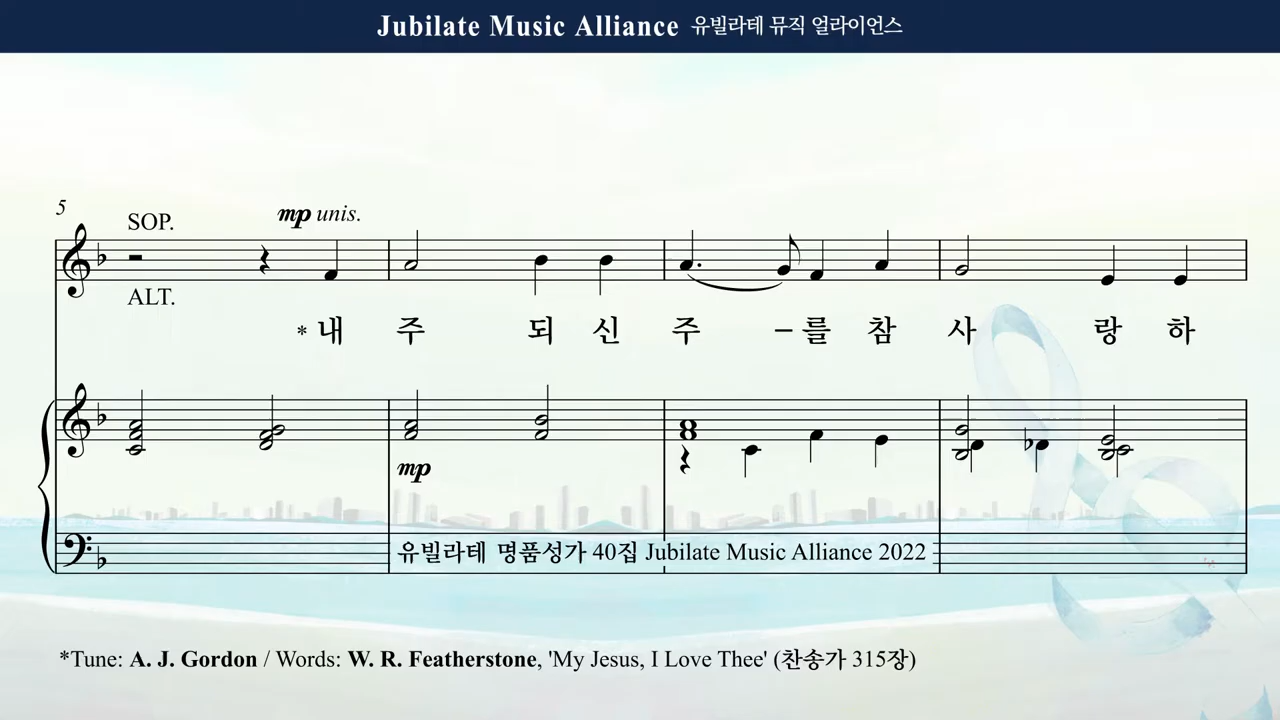 Jubilate Music Alliance 유빌라테 뮤직 얼라이언스
5
SOP.
mp unis.
ALT.
*내 주 되 신 주 –를 참 사 랑 하
mp
유빌라테 명품성가 40집 Jubilate Music Alliance 2022
*Tune: A. J. Gordon / Words: W. R. Featherstone, 'My Jesus, I Love Thee' (찬송가 315장)